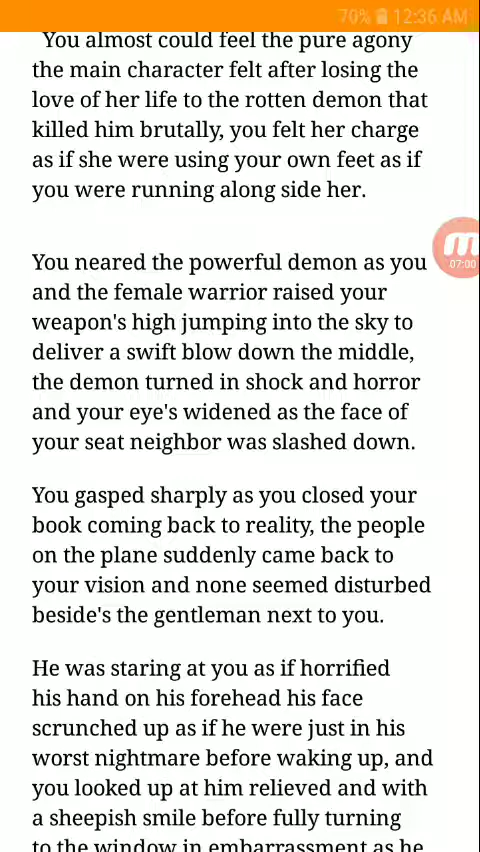 70% 12:36 AM
You almost could feel the pure agony
the main character felt after losing the
love of her life to the rotten demon that
killed him brutally, you felt her charge
as if she were using your own feet as if
you were running along side her.
07:00
You neared the powerful demon as you
and the female warrior raised your
weapon's high jumping into the sky to
deliver a swift blow down the middle,
the demon turned in shock and horror
and your eye's widened as the face of
your seat neighbor was slashed down.
You gasped sharply as you closed your
book coming back to reality, the people
on the plane suddenly came back to
your vision and none seemed disturbed
beside's the gentleman next to you.
He was staring at you as if horrified
his hand on his forehead his face
scrunched up as if he were just in his
worst nightmare before waking up, and
you looked up at him relieved and with
a sheepish smile before fully turning
to the window in embarrassment as he